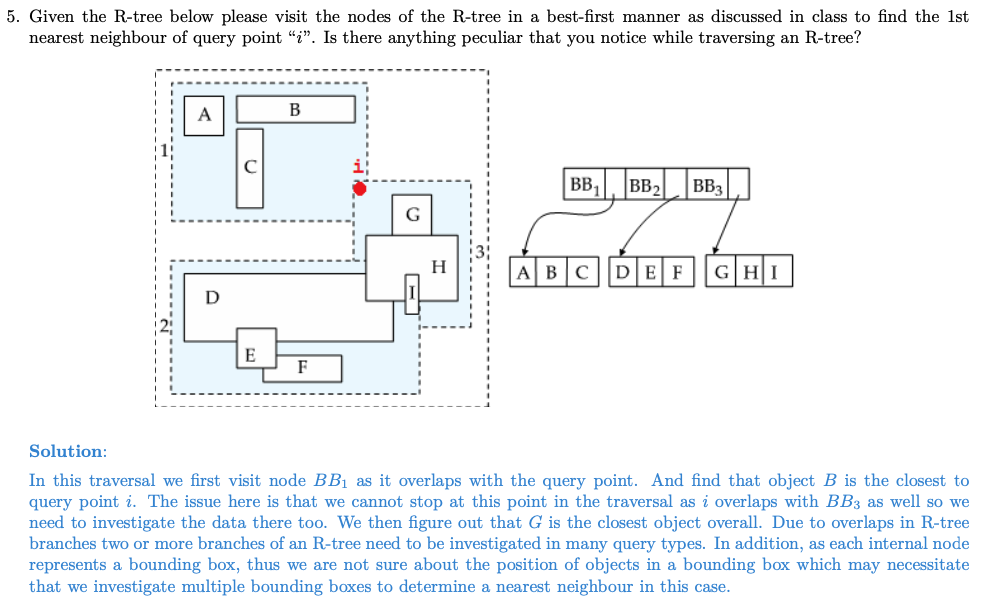 5. Given the R-tree below please visit the nodes of the R-tree in a best-first manner as discussed in class to find the 1st
nearest neighbour of query point “i”. Is there anything peculiar that you notice while traversing an R-tree?
A
B
1
C
i
G
3
H
I
D
2
E
F
BB1 BB2 BB3
A B C D E F G H I
Solution:
In this traversal we first visit node BB1 as it overlaps with the query point. And find that object B is the closest to
query point i. The issue here is that we cannot stop at this point in the traversal as i overlaps with BB3 as well so we
need to investigate the data there too. We then figure out that G is the closest object overall. Due to overlaps in R-tree
branches two or more branches of an R-tree need to be investigated in many query types. In addition, as each internal node
represents a bounding box, thus we are not sure about the position of objects in a bounding box which may necessitate
that we investigate multiple bounding boxes to determine a nearest neighbour in this case.